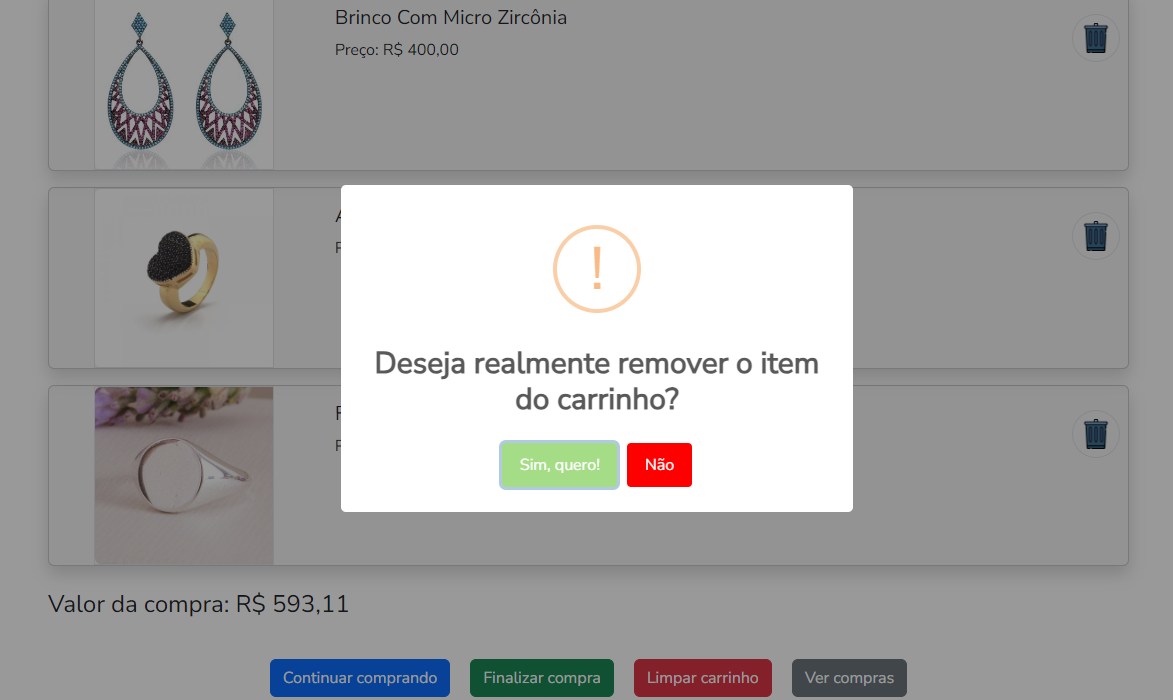 Brinco Com Micro Zircônia
Preço: R$ 400,00
!
Deseja realmente remover o item
do carrinho?
Sim, quero!
Não
Valor da compra: R$ 593,11
Continuar comprando
Finalizar compra
Limpar carrinho
Ver compras